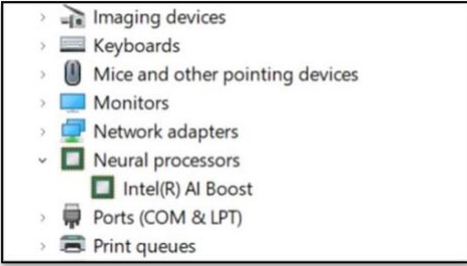 Imaging devices
Keyboards
Mice and other pointing devices
Monitors
Network adapters
Neural processors
Intel(R) AI Boost
Ports (COM & LPT)
Print queues